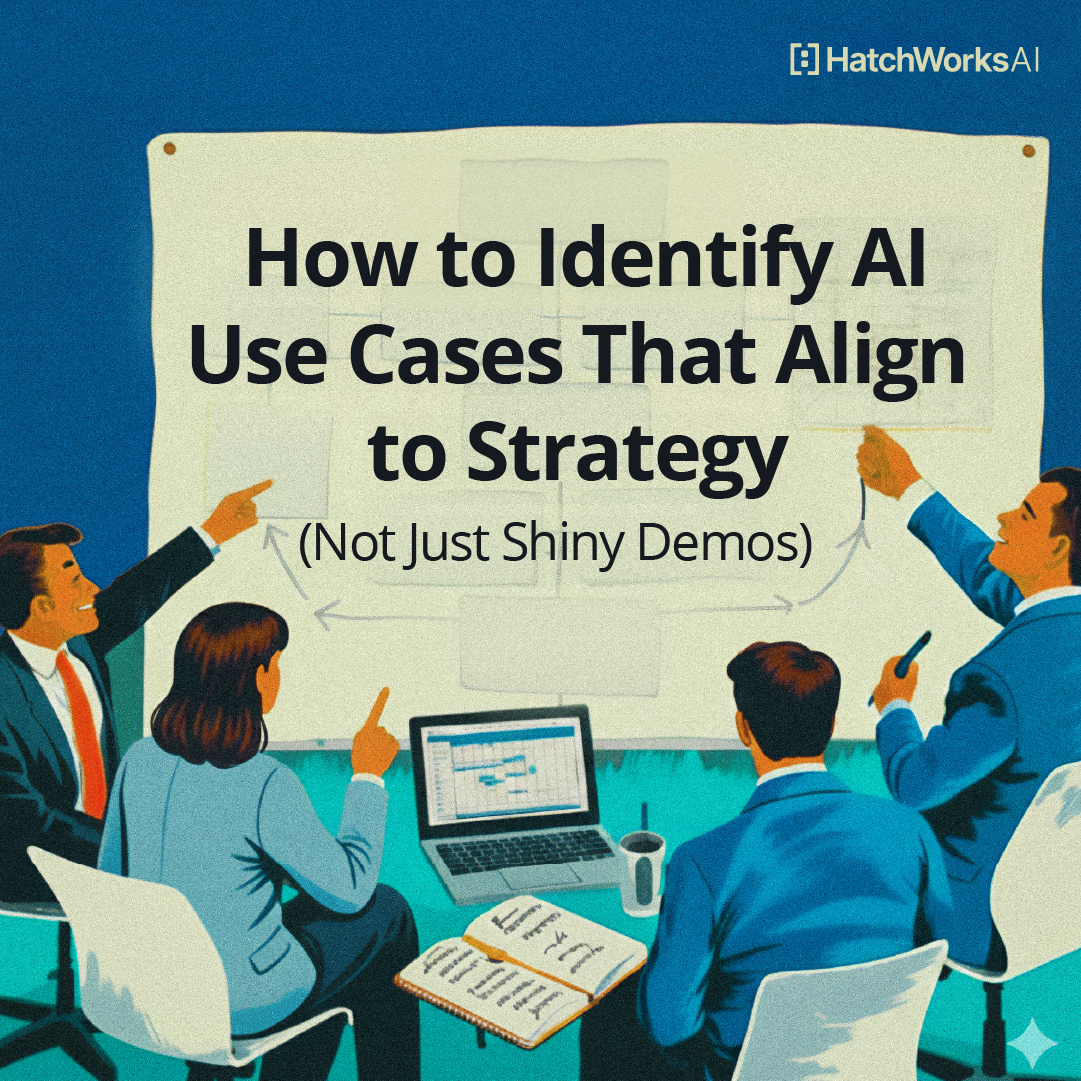 HatchWorksAI
How to Identify AI
Use Cases That Align
to Strategy
(Not Just Shiny Demos)